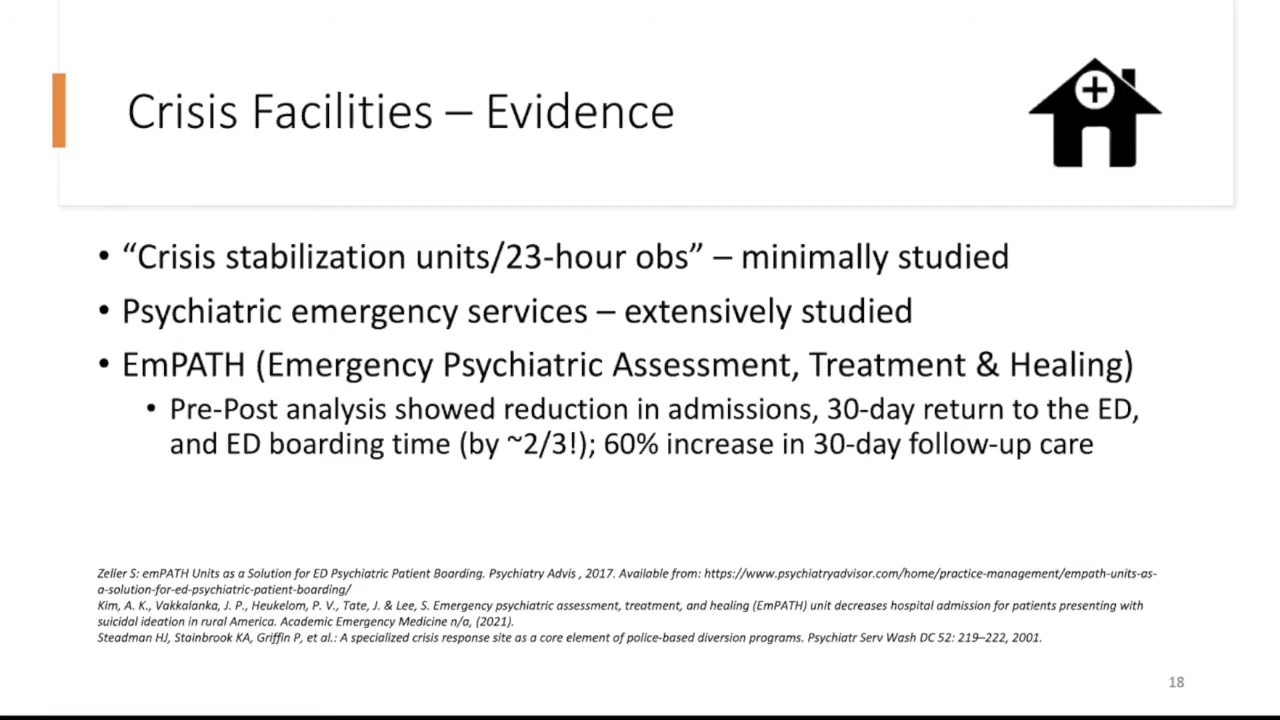 Crisis Facilities – Evidence
• “Crisis stabilization units/23-hour obs” – minimally studied
• Psychiatric emergency services – extensively studied
• EmPATH (Emergency Psychiatric Assessment, Treatment & Healing)
• Pre-Post analysis showed reduction in admissions, 30-day return to the ED,
and ED boarding time (by ~2/3!); 60% increase in 30-day follow-up care
Zeller S: emPATH Units as a Solution for ED Psychiatric Patient Boarding. Psychiatry Advis , 2017. Available from: https://www.psychiatryadvisor.com/home/practice-management/empath-units-as-
a-solution-for-ed-psychiatric-patient-boarding/
Kim, A. K., Vakkalanka, J. P., Heukelom, P. V., Tate, J. & Lee, S. Emergency psychiatric assessment, treatment, and healing (EmPATH) unit decreases hospital admission for patients presenting with
suicidal ideation in rural America. Academic Emergency Medicine n/a, (2021).
Steadman HJ, Stainbrook KA, Griffin P, et al.: A specialized crisis response site as a core element of police-based diversion programs. Psychiatr Serv Wash DC 52: 219–222, 2001.
18